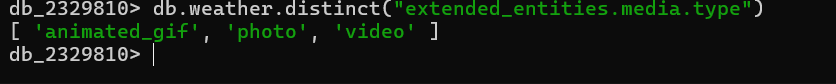 db_2329810> db.weather.distinct("extended_entities.media.type")
[ 'animated_gif', 'photo', 'video' ]
db_2329810>